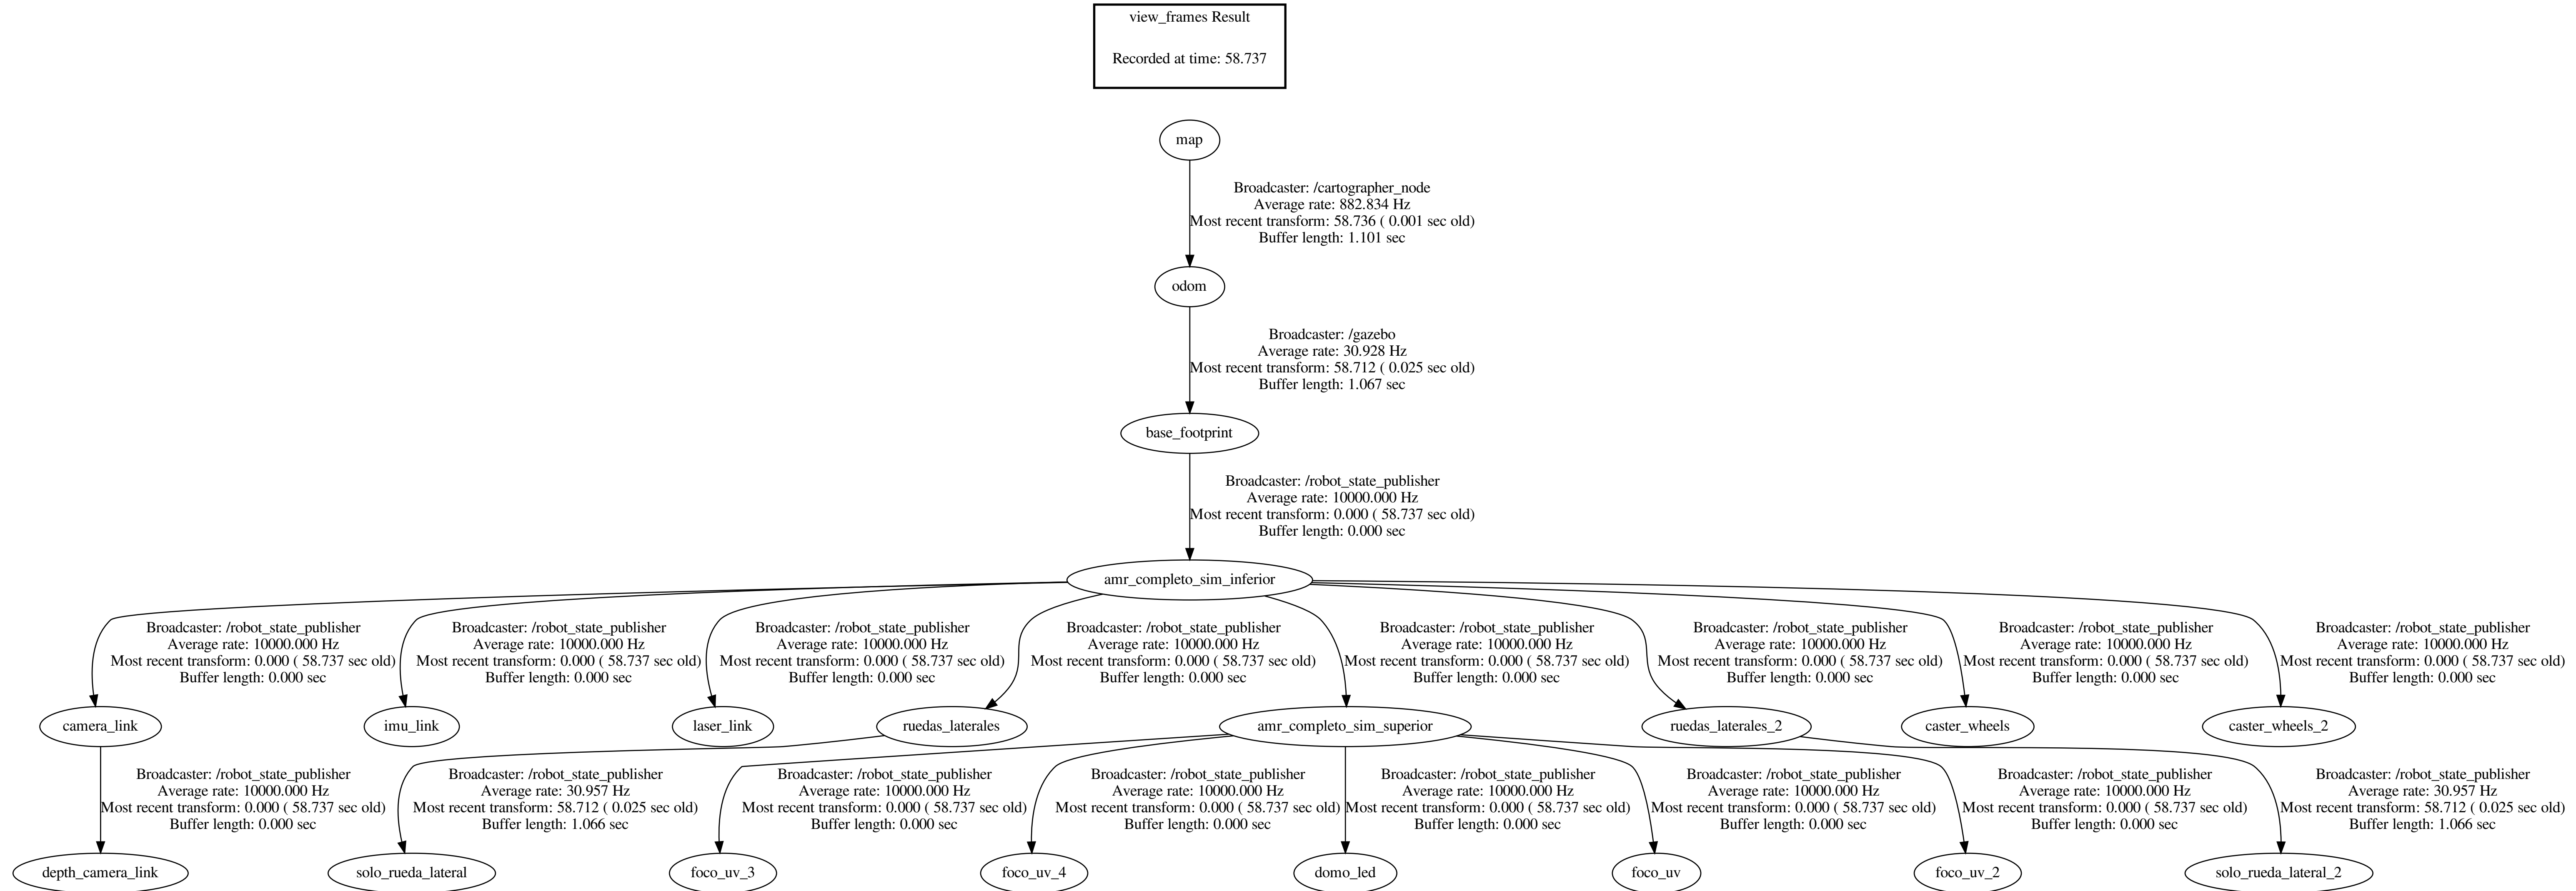 view_frames Result
Recorded at time: 58.737
map
Broadcaster: /cartographer_node
Average rate: 882.834 Hz
Most recent transform: 58.736 ( 0.001 sec old)
Buffer length: 1.101 sec
odom
Broadcaster: /gazebo
Average rate: 30.928 Hz
Most recent transform: 58.712 ( 0.025 sec old)
Buffer length: 1.067 sec
base_footprint
Broadcaster: /robot_state_publisher
Average rate: 10000.000 Hz
Most recent transform: 0.000 ( 58.737 sec old)
Buffer length: 0.000 sec
amr_completo_sim_inferior
Broadcaster: /robot_state_publisher
Average rate: 10000.000 Hz
Most recent transform: 0.000 ( 58.737 sec old)
Buffer length: 0.000 sec
Broadcaster: /robot_state_publisher
Average rate: 10000.000 Hz
Most recent transform: 0.000 ( 58.737 sec old)
Buffer length: 0.000 sec
Broadcaster: /robot_state_publisher
Average rate: 10000.000 Hz
Most recent transform: 0.000 ( 58.737 sec old)
Buffer length: 0.000 sec
Broadcaster: /robot_state_publisher
Average rate: 10000.000 Hz
Most recent transform: 0.000 ( 58.737 sec old)
Buffer length: 0.000 sec
Broadcaster: /robot_state_publisher
Average rate: 10000.000 Hz
Most recent transform: 0.000 ( 58.737 sec old)
Buffer length: 0.000 sec
Broadcaster: /robot_state_publisher
Average rate: 10000.000 Hz
Most recent transform: 0.000 ( 58.737 sec old)
Buffer length: 0.000 sec
Broadcaster: /robot_state_publisher
Average rate: 10000.000 Hz
Most recent transform: 0.000 ( 58.737 sec old)
Buffer length: 0.000 sec
Broadcaster: /robot_state_publisher
Average rate: 10000.000 Hz
Most recent transform: 0.000 ( 58.737 sec old)
Buffer length: 0.000 sec
camera_link
imu_link
laser_link
ruedas_laterales
amr_completo_sim_superior
ruedas_laterales_2
caster_wheels
caster_wheels_2
Broadcaster: /robot_state_publisher
Average rate: 10000.000 Hz
Most recent transform: 0.000 ( 58.737 sec old)
Buffer length: 0.000 sec
Broadcaster: /robot_state_publisher
Average rate: 30.957 Hz
Most recent transform: 58.712 ( 0.025 sec old)
Buffer length: 1.066 sec
Broadcaster: /robot_state_publisher
Average rate: 10000.000 Hz
Most recent transform: 0.000 ( 58.737 sec old)
Buffer length: 0.000 sec
Broadcaster: /robot_state_publisher
Average rate: 10000.000 Hz
Most recent transform: 0.000 ( 58.737 sec old)
Buffer length: 0.000 sec
Broadcaster: /robot_state_publisher
Average rate: 10000.000 Hz
Most recent transform: 0.000 ( 58.737 sec old)
Buffer length: 0.000 sec
Broadcaster: /robot_state_publisher
Average rate: 10000.000 Hz
Most recent transform: 0.000 ( 58.737 sec old)
Buffer length: 0.000 sec
Broadcaster: /robot_state_publisher
Average rate: 10000.000 Hz
Most recent transform: 0.000 ( 58.737 sec old)
Buffer length: 0.000 sec
Broadcaster: /robot_state_publisher
Average rate: 30.957 Hz
Most recent transform: 58.712 ( 0.025 sec old)
Buffer length: 1.066 sec
depth_camera_link
solo_rueda_lateral
foco_uv_3
foco_uv_4
domo_led
foco_uv
foco_uv_2
solo_rueda_lateral_2